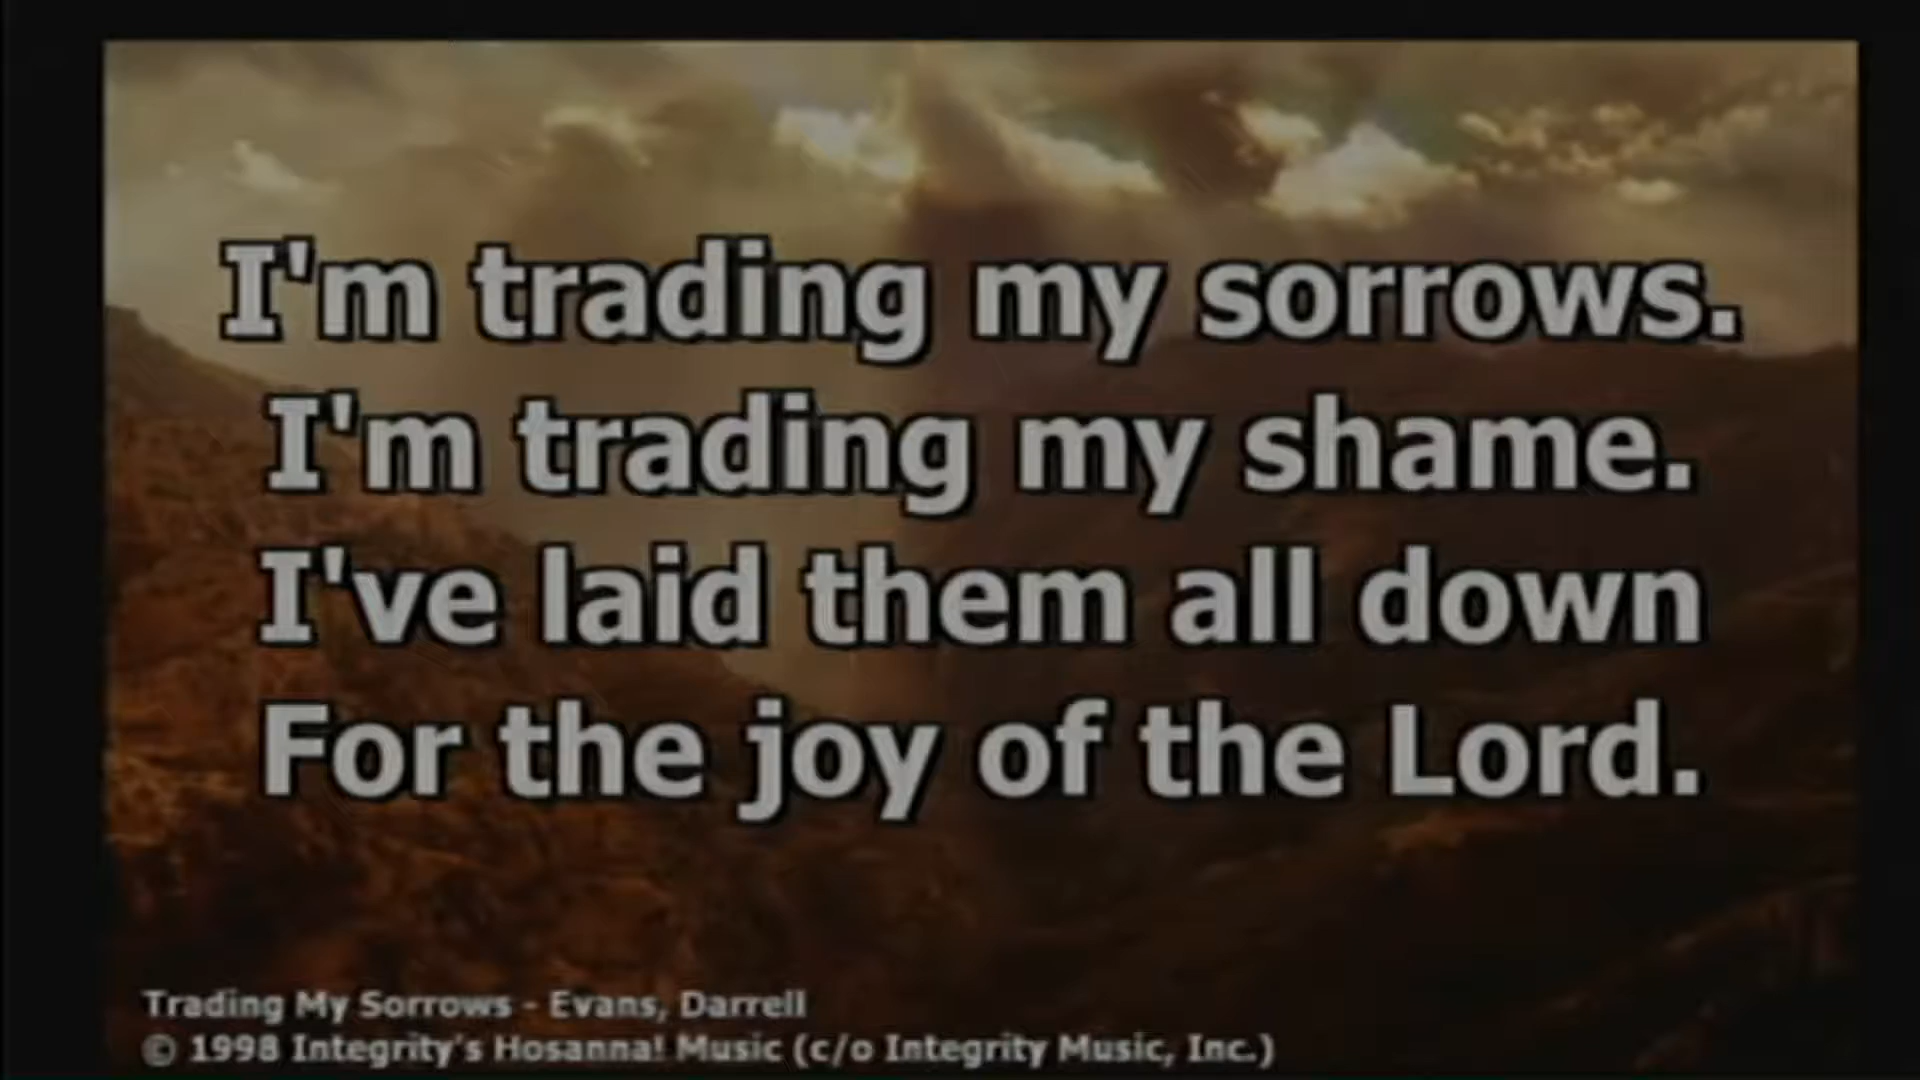 I'm trading my sorrows.
I'm trading my shame.
I've laid them all down
For the joy of the Lord.
Trading My Sorrows - Evans, Darrell
© 1998 Integrity's Hosanna! Music (c/o Integrity Music, Inc.)